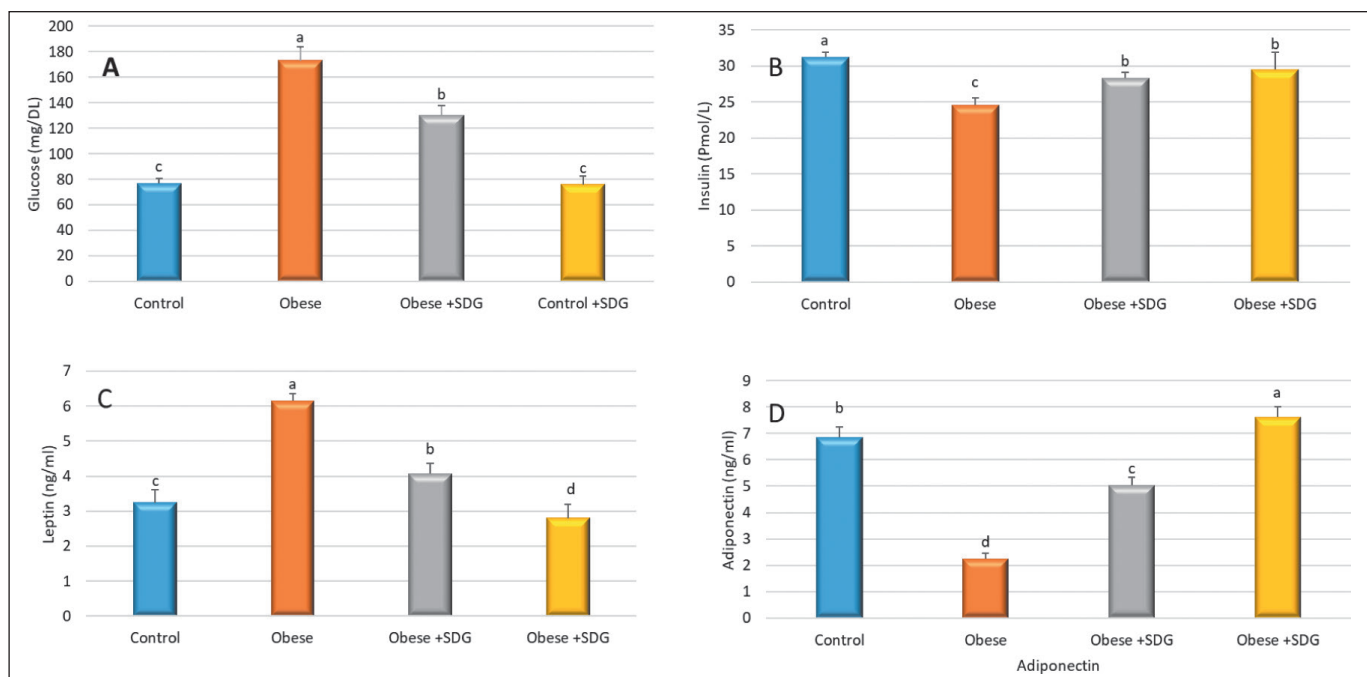 A
Glucose (mg/DL)
200
180
160
140
120
100
80
60
40
20
0
c
a
b
c
Control
Obese
Obese +SDG
Control +SDG
B
Insulin (Pmol/L)
35
30
25
20
15
10
5
0
a
c
b
b
Control
Obese
Obese +SDG
Obese +SDG
C
Leptin (ng/ml)
7
6
5
4
3
2
1
0
c
a
b
d
Control
Obese
Obese +SDG
Obese +SDG
D
Adiponectin (ng/ml)
9
8
7
6
5
4
3
2
1
0
b
d
c
a
Control
Obese
Obese +SDG
Obese +SDG
Adiponectin